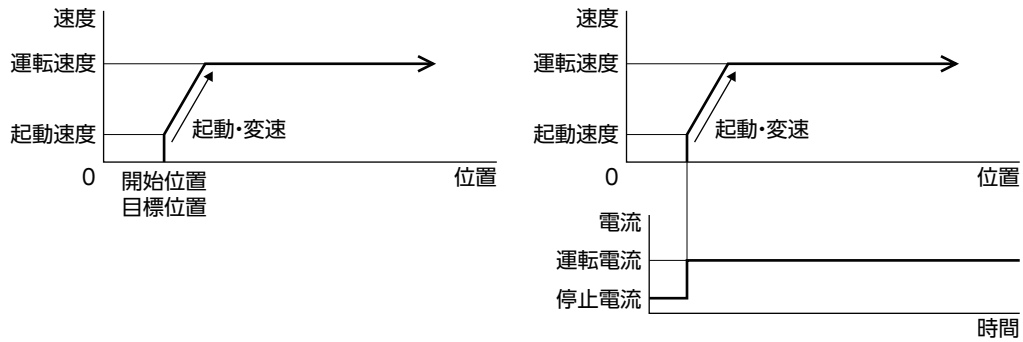 速度
運転速度
起動速度
起動・変速
0
位置
開始位置
目標位置
速度
運転速度
起動速度
起動・変速
0
位置
電流
運転電流
停止電流
時間